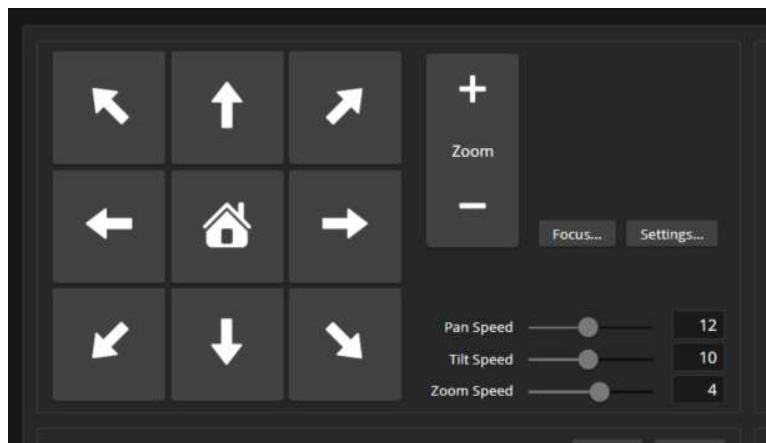 +
Zoom
−
Focus...
Settings...
Pan Speed 12
Tilt Speed 10
Zoom Speed 4